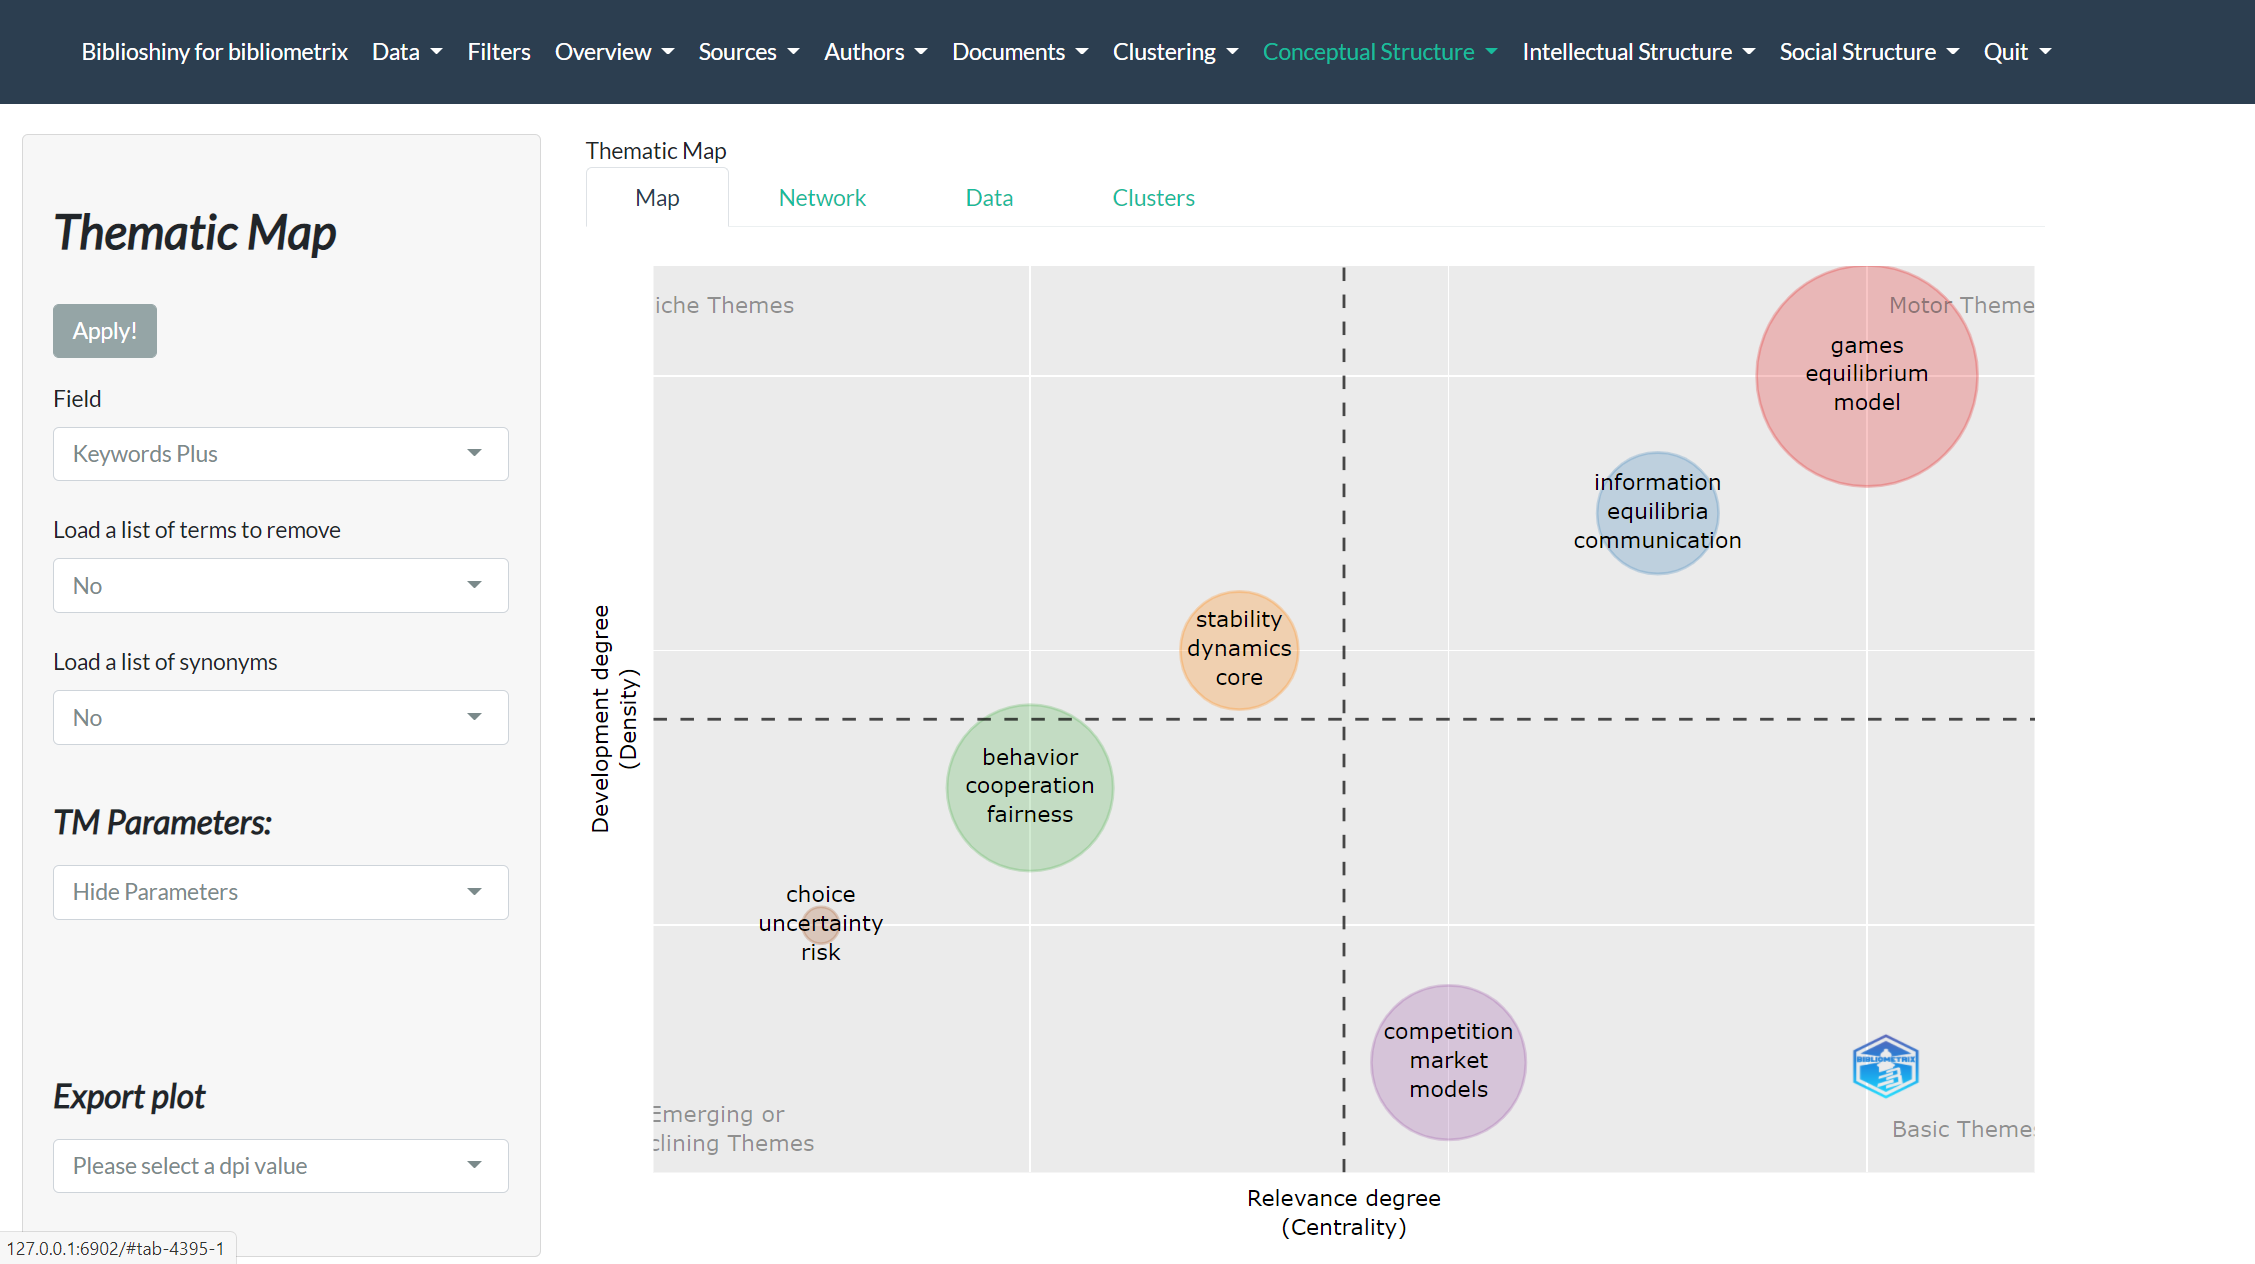 Biblioshiny for bibliometrix Data Filters Overview Sources Authors Documents Clustering Conceptual Structure Intellectual Structure Social Structure Quit
Thematic Map
Apply!
Field
Keywords Plus
Load a list of terms to remove
No
Load a list of synonyms
No
TM Parameters:
Hide Parameters
Export plot
Please select a dpi value
127.0.0.1:6902/#tab-4395-1
Thematic Map
Map Network Data Clusters
iche Themes
Motor Theme
games
equilibrium
model
information
equilibria
communication
stability
dynamics
core
behavior
cooperation
fairness
choice
uncertainty
risk
competition
market
models
BIBLIOMETRIX
Emerging or
clining Themes
Basic Themes
Development degree
(Density)
Relevance degree
(Centrality)